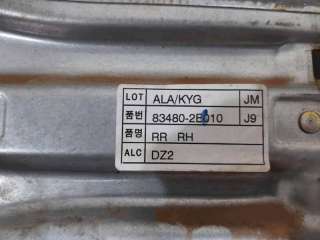 LOT ALA/KYG JM
품번 83480-2E010 J9
품명 RR RH
ALC DZ2